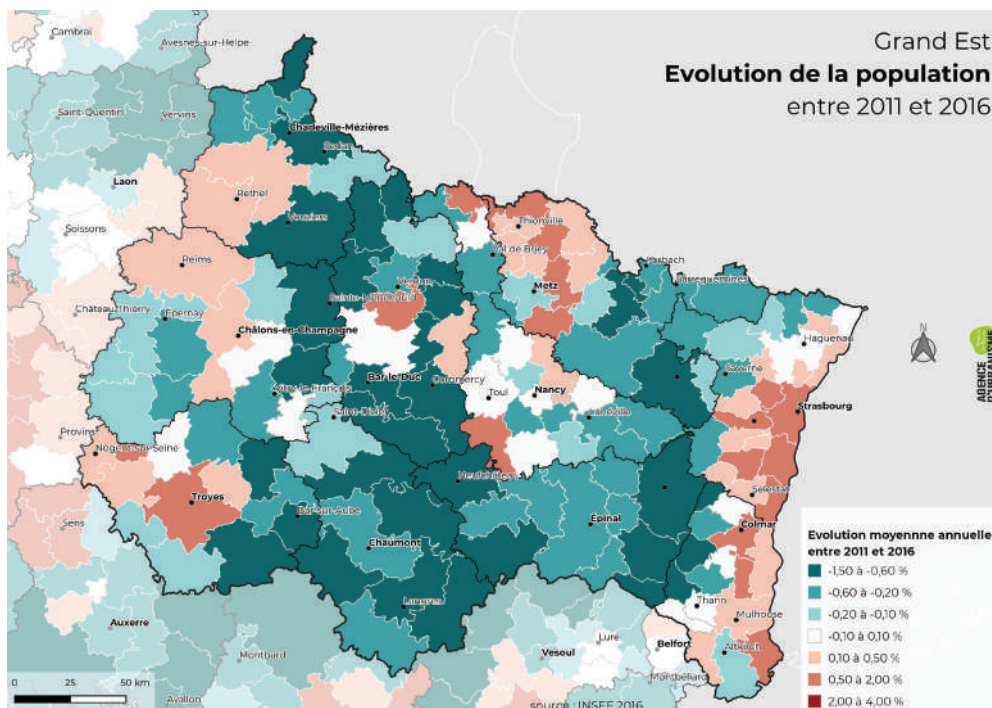 Grand Est
Evolution de la population
entre 2011 et 2016
Cambrai
Avesnes-sur-Helpe
Saint-Quentin
Vervins
Charleville-Mézières
Sedan
Laon
Rethel
Soissons
Vouziers
Thionville
Val de Briey
Reims
Forbach
Sarreguemines
Metz
Verdun
Château-Thierry
Epernay
Sainte-Menehould
Châlons-en-Champagne
Haguenau
Saverne
Bar-le-Duc
Commercy
Vitry-le-François
Toul
Nancy
Strasbourg
Saint-Dizier
Lunéville
Provins
Nogent-sur-Seine
Neufchâteau
Sélestat
Troyes
Bar-sur-Aube
Épinal
Sens
Colmar
Chaumont
Langres
Thann
Mulhouse
Auxerre
Vesoul
Lure
Belfort
Altkirch
Montbard
Montbéliard
Avallon
N
AGENCE
D'URBANISME
Evolution moyennne annuelle
entre 2011 et 2016
-1,50 à -0,60 %
-0,60 à -0,20 %
-0,20 à -0,10 %
-0,10 à 0,10 %
0,10 à 0,50 %
0,50 à 2,00 %
2,00 à 4,00 %
0 25 50 km
source : INSEE 2016